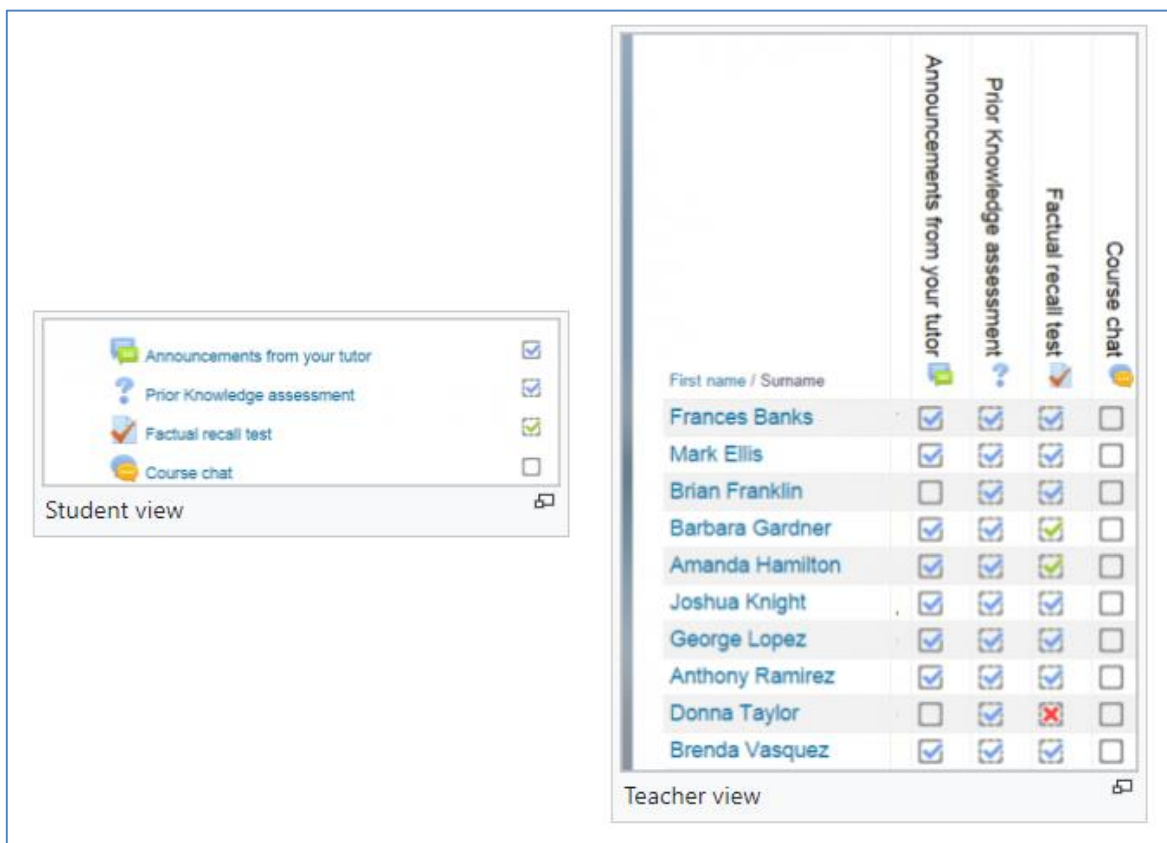 Announcements from your tutor
Prior Knowledge assessment
Factual recall test
Course chat
Student view
Announcements from your tutor
Prior Knowledge assessment
Factual recall test
Course chat
First name / Surname
Frances Banks
Mark Ellis
Brian Franklin
Barbara Gardner
Amanda Hamilton
Joshua Knight
George Lopez
Anthony Ramirez
Donna Taylor
Brenda Vasquez
Teacher view